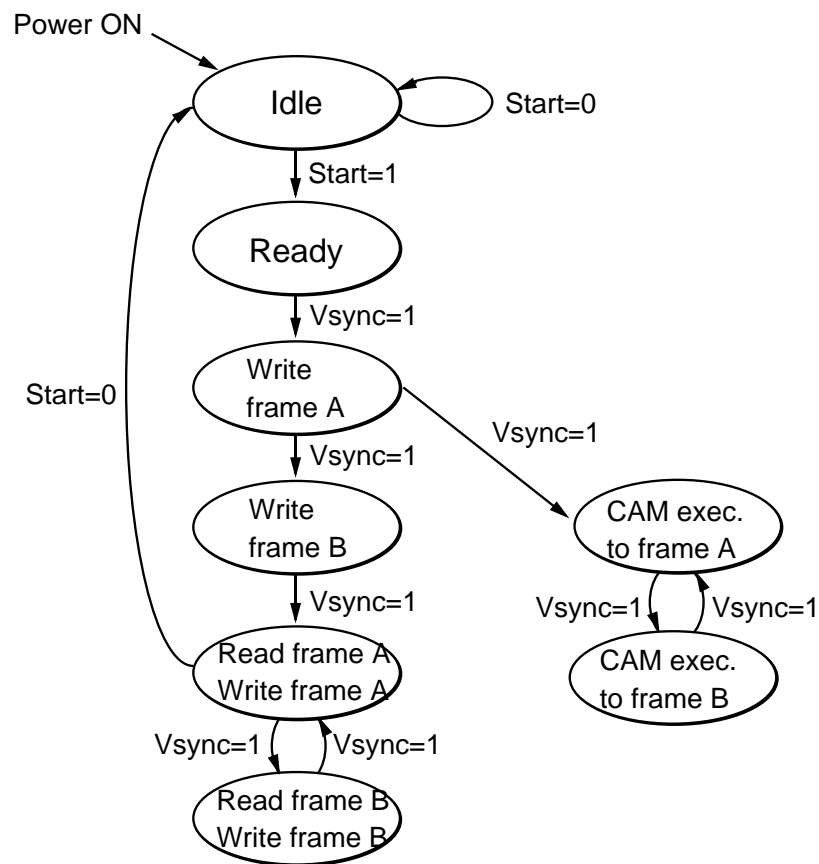 Power ON
Idle
Start=0
Start=1
Ready
Vsync=1
Write
frame A
Start=0
Vsync=1
Vsync=1
Write
frame B
CAM exec.
to frame A
Vsync=1
Vsync=1
Vsync=1
Read frame A
Write frame A
CAM exec.
to frame B
Vsync=1
Vsync=1
Read frame B
Write frame B